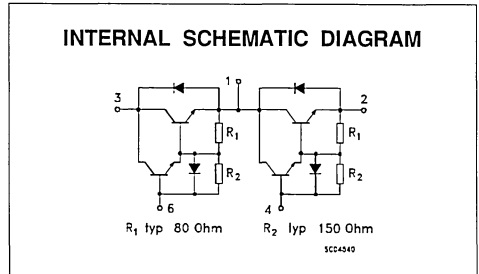 INTERNAL SCHEMATIC DIAGRAM
1
3
2
R₁
R₁
R₂
R₂
6
4
R₁ typ 80 Ohm
R₂ typ 150 Ohm
SCC4540